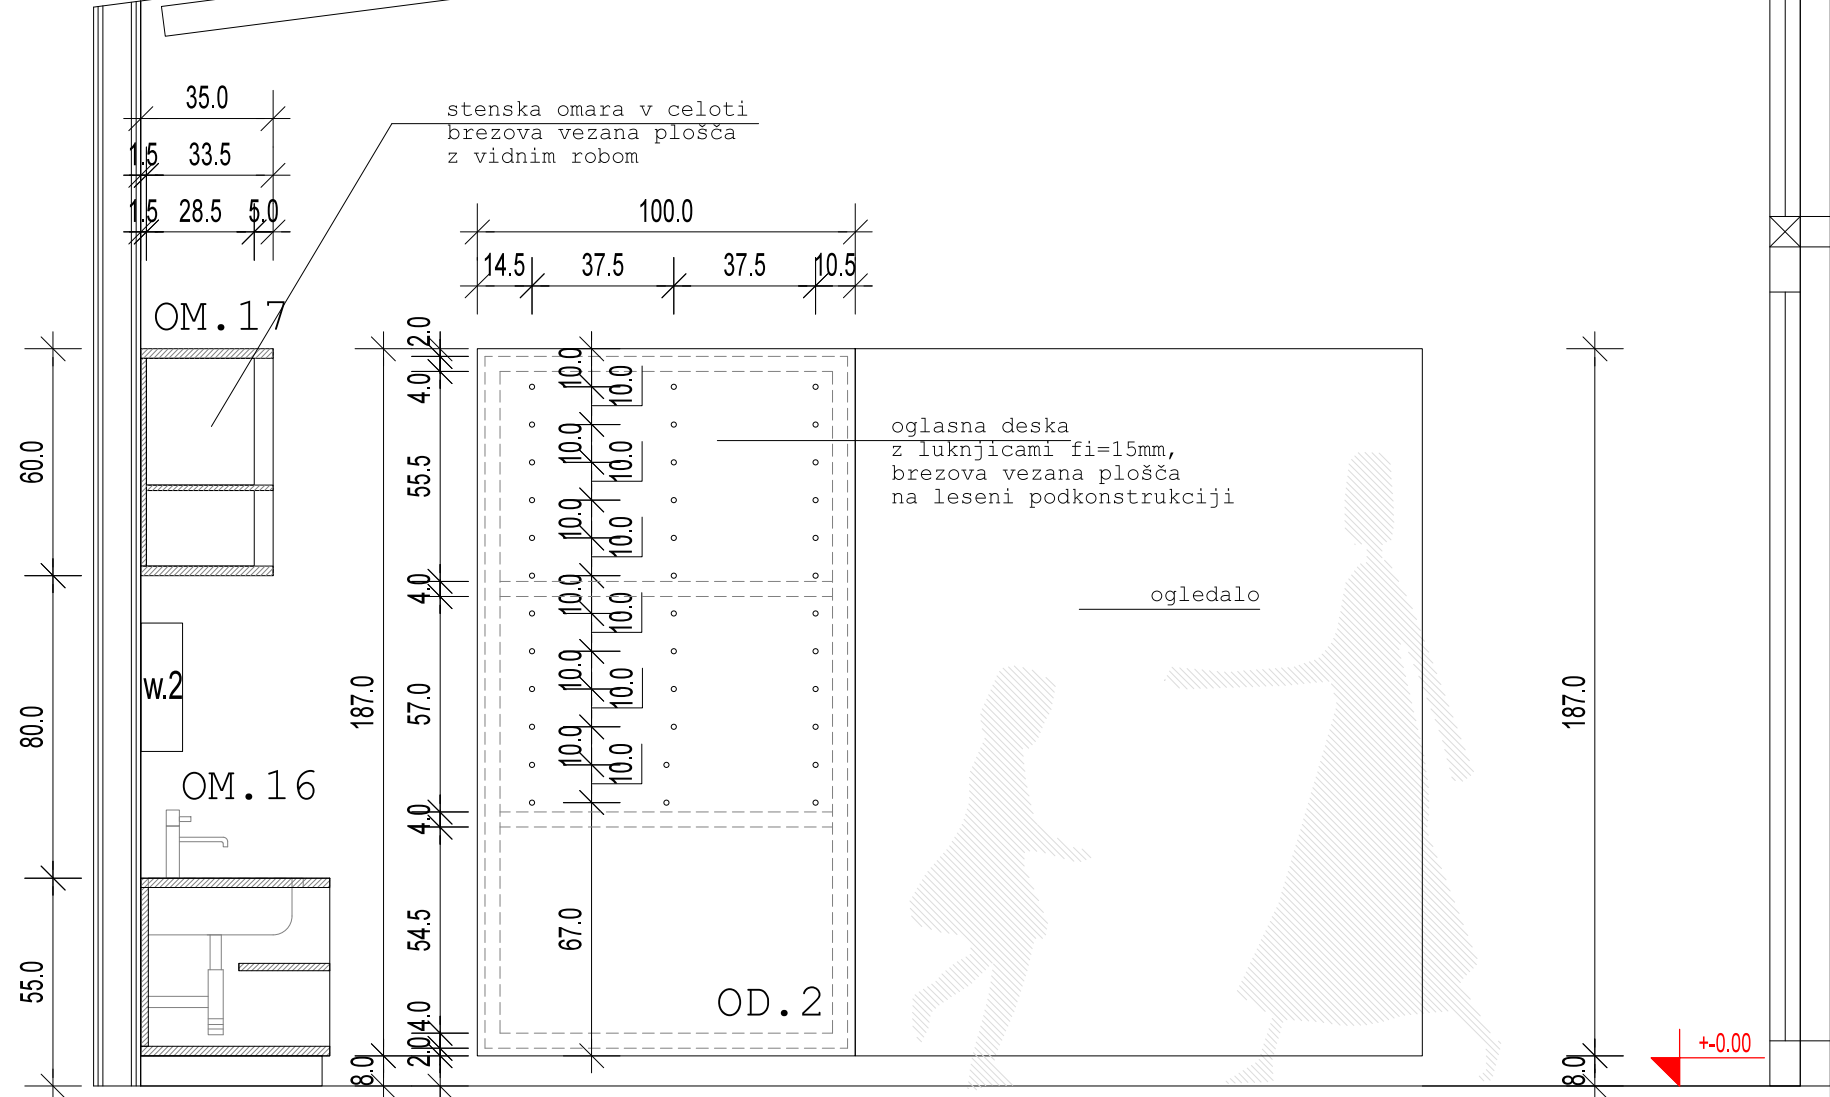 35.0
1.5 33.5
1.5 28.5 5.0
stenska omara v celoti
brezova vezana plošča
z vidnim robom
100.0
14.5 37.5 37.5 10.5
OM.17
60.0
80.0
55.0
w.2
OM.16
187.0
8.0
2.0
4.0
55.5
4.0
57.0
4.0
54.5
4.0
2.0
10.0
10.0
10.0
10.0
10.0
10.0
10.0
10.0
10.0
10.0
10.0
10.0
67.0
OD.2
oglasna deska
z luknjicami fi=15mm,
brezova vezana plošča
na leseni podkonstrukciji
ogledalo
187.0
8.0
+-0.00